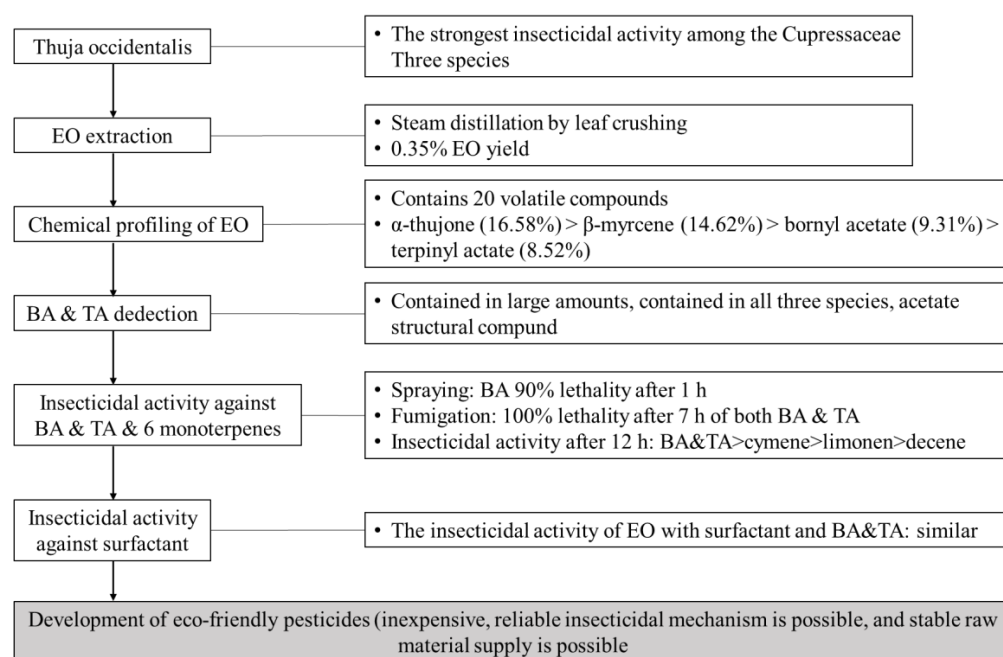 Thuja occidentalis
• The strongest insecticidal activity among the Cupressaceae
Three species
EO extraction
• Steam distillation by leaf crushing
• 0.35% EO yield
Chemical profiling of EO
• Contains 20 volatile compounds
• α-thujone (16.58%) > β-myrcene (14.62%) > bornyl acetate (9.31%) >
terpinyl actate (8.52%)
BA & TA dedection
• Contained in large amounts, contained in all three species, acetate
structural compund
Insecticidal activity against
BA & TA & 6 monoterpenes
• Spraying: BA 90% lethality after 1 h
• Fumigation: 100% lethality after 7 h of both BA & TA
• Insecticidal activity after 12 h: BA&TA>cymene>limonen>decene
Insecticidal activity
against surfactant
• The insecticidal activity of EO with surfactant and BA&TA: similar
Development of eco-friendly pesticides (inexpensive, reliable insecticidal mechanism is possible, and stable raw
material supply is possible